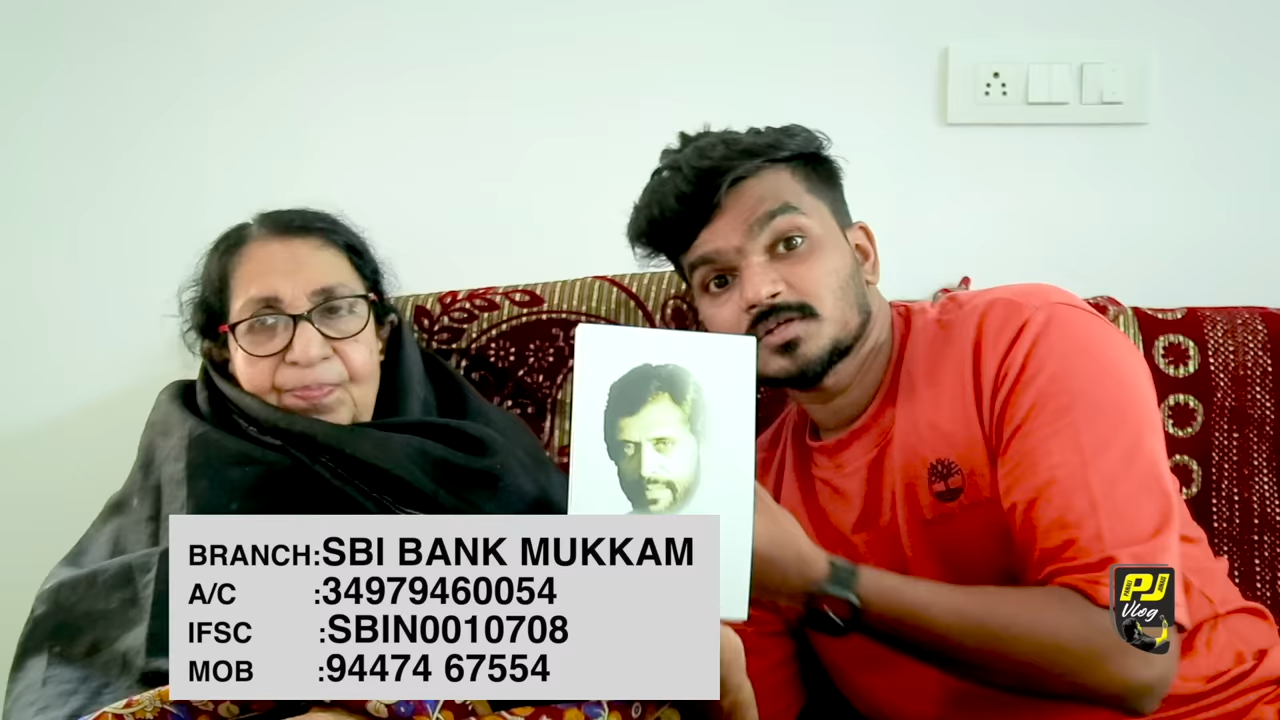 BRANCH:SBI BANK MUKKAM
A/C :34979460054
IFSC :SBIN0010708
MOB :94474 67554
PJ
Vlog